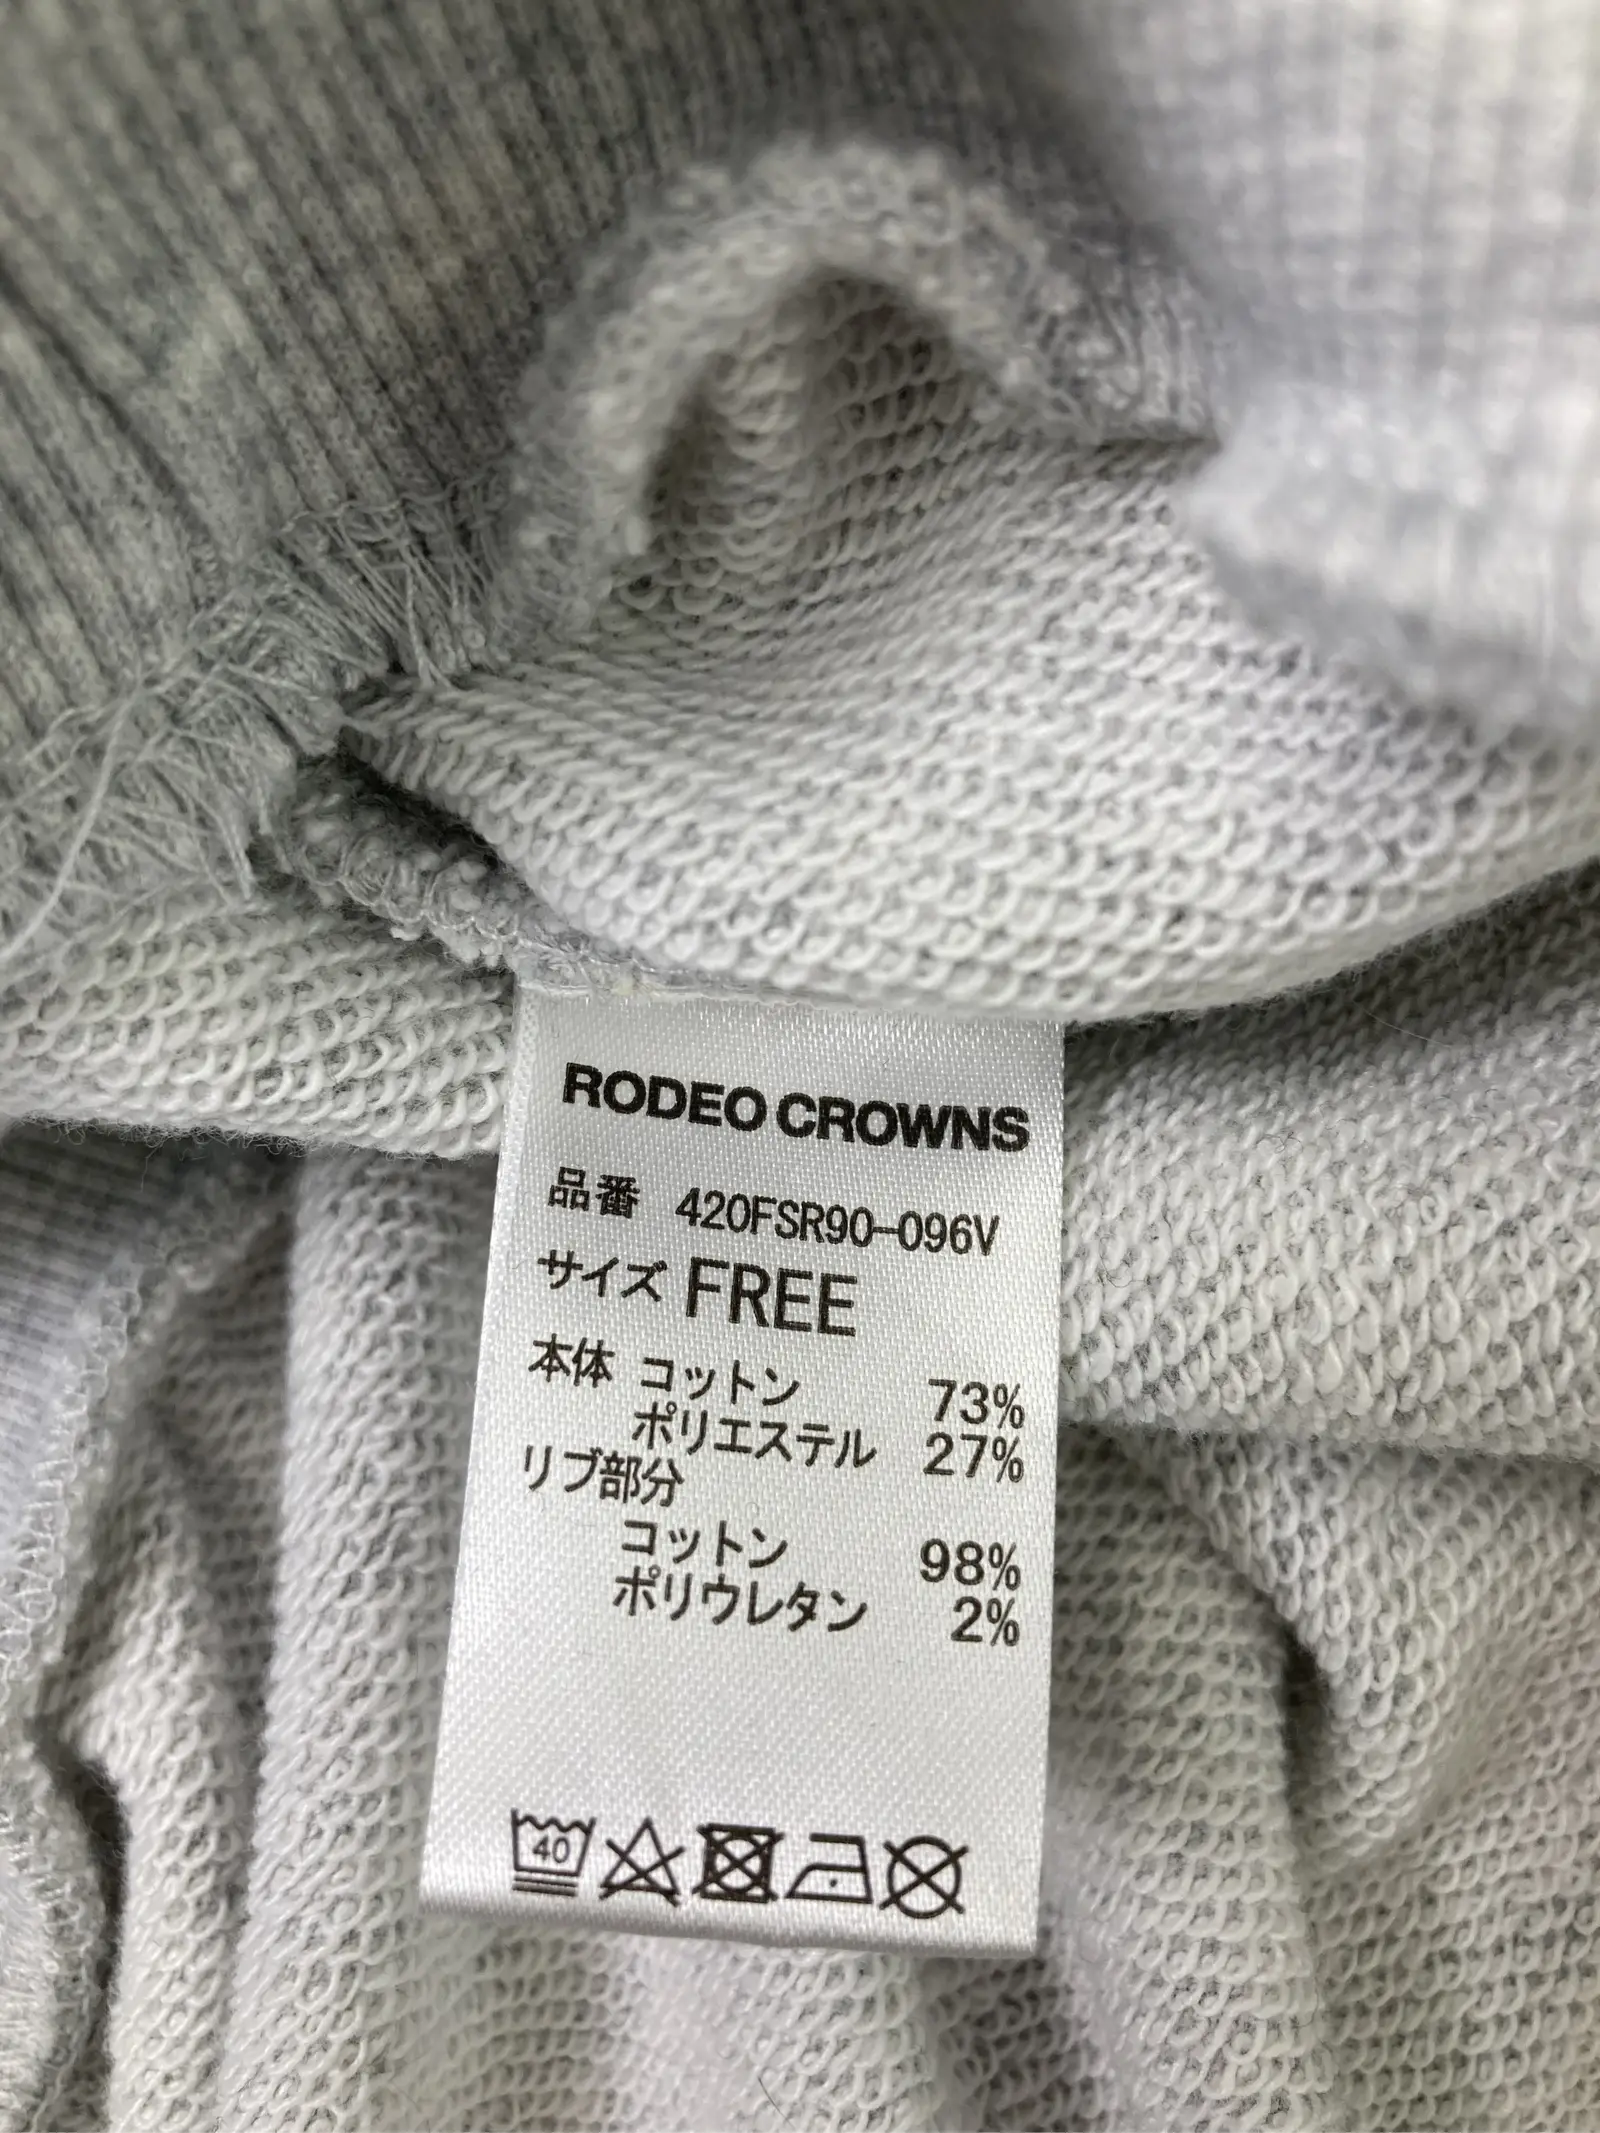 RODEO CROWNS
品番 420FSR90-096V
サイズ FREE
本体 コットン 73%
ポリエステル 27%
リブ部分
コットン 98%
ポリウレタン 2%
40